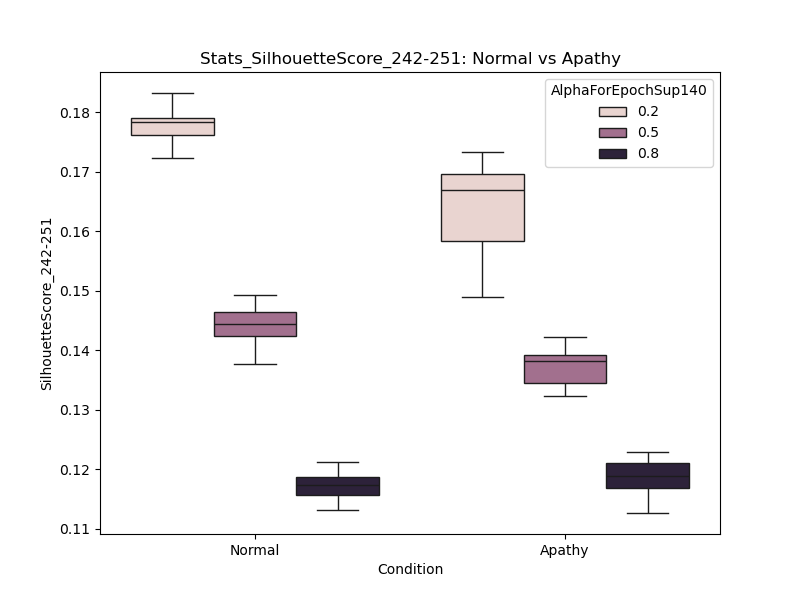 Stats_SilhouetteScore_242-251: Normal vs Apathy
AlphaForEpochSup140
0.2
0.5
0.8
SilhouetteScore_242-251
0.18
0.17
0.16
0.15
0.14
0.13
0.12
0.11
Normal
Apathy
Condition